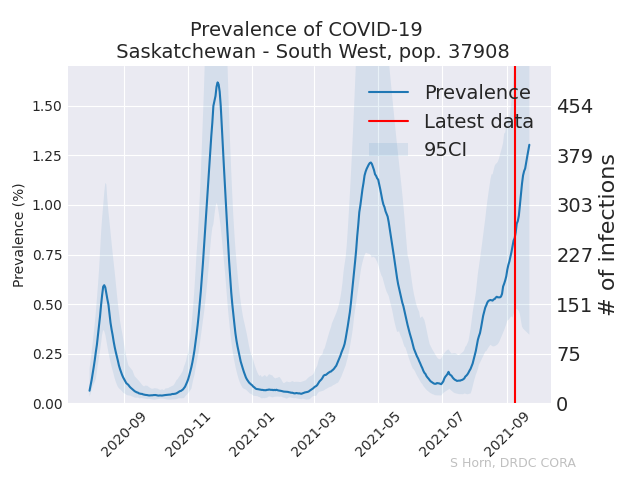 Prevalence of COVID-19
Saskatchewan - South West, pop. 37908
Prevalence
Latest data
95CI
Prevalence (%)
1.50
1.25
1.00
0.75
0.50
0.25
0.00
454
379
303
227
151
75
0
# of infections
2020-09
2020-11
2021-01
2021-03
2021-05
2021-07
2021-09
S Horn, DRDC CORA